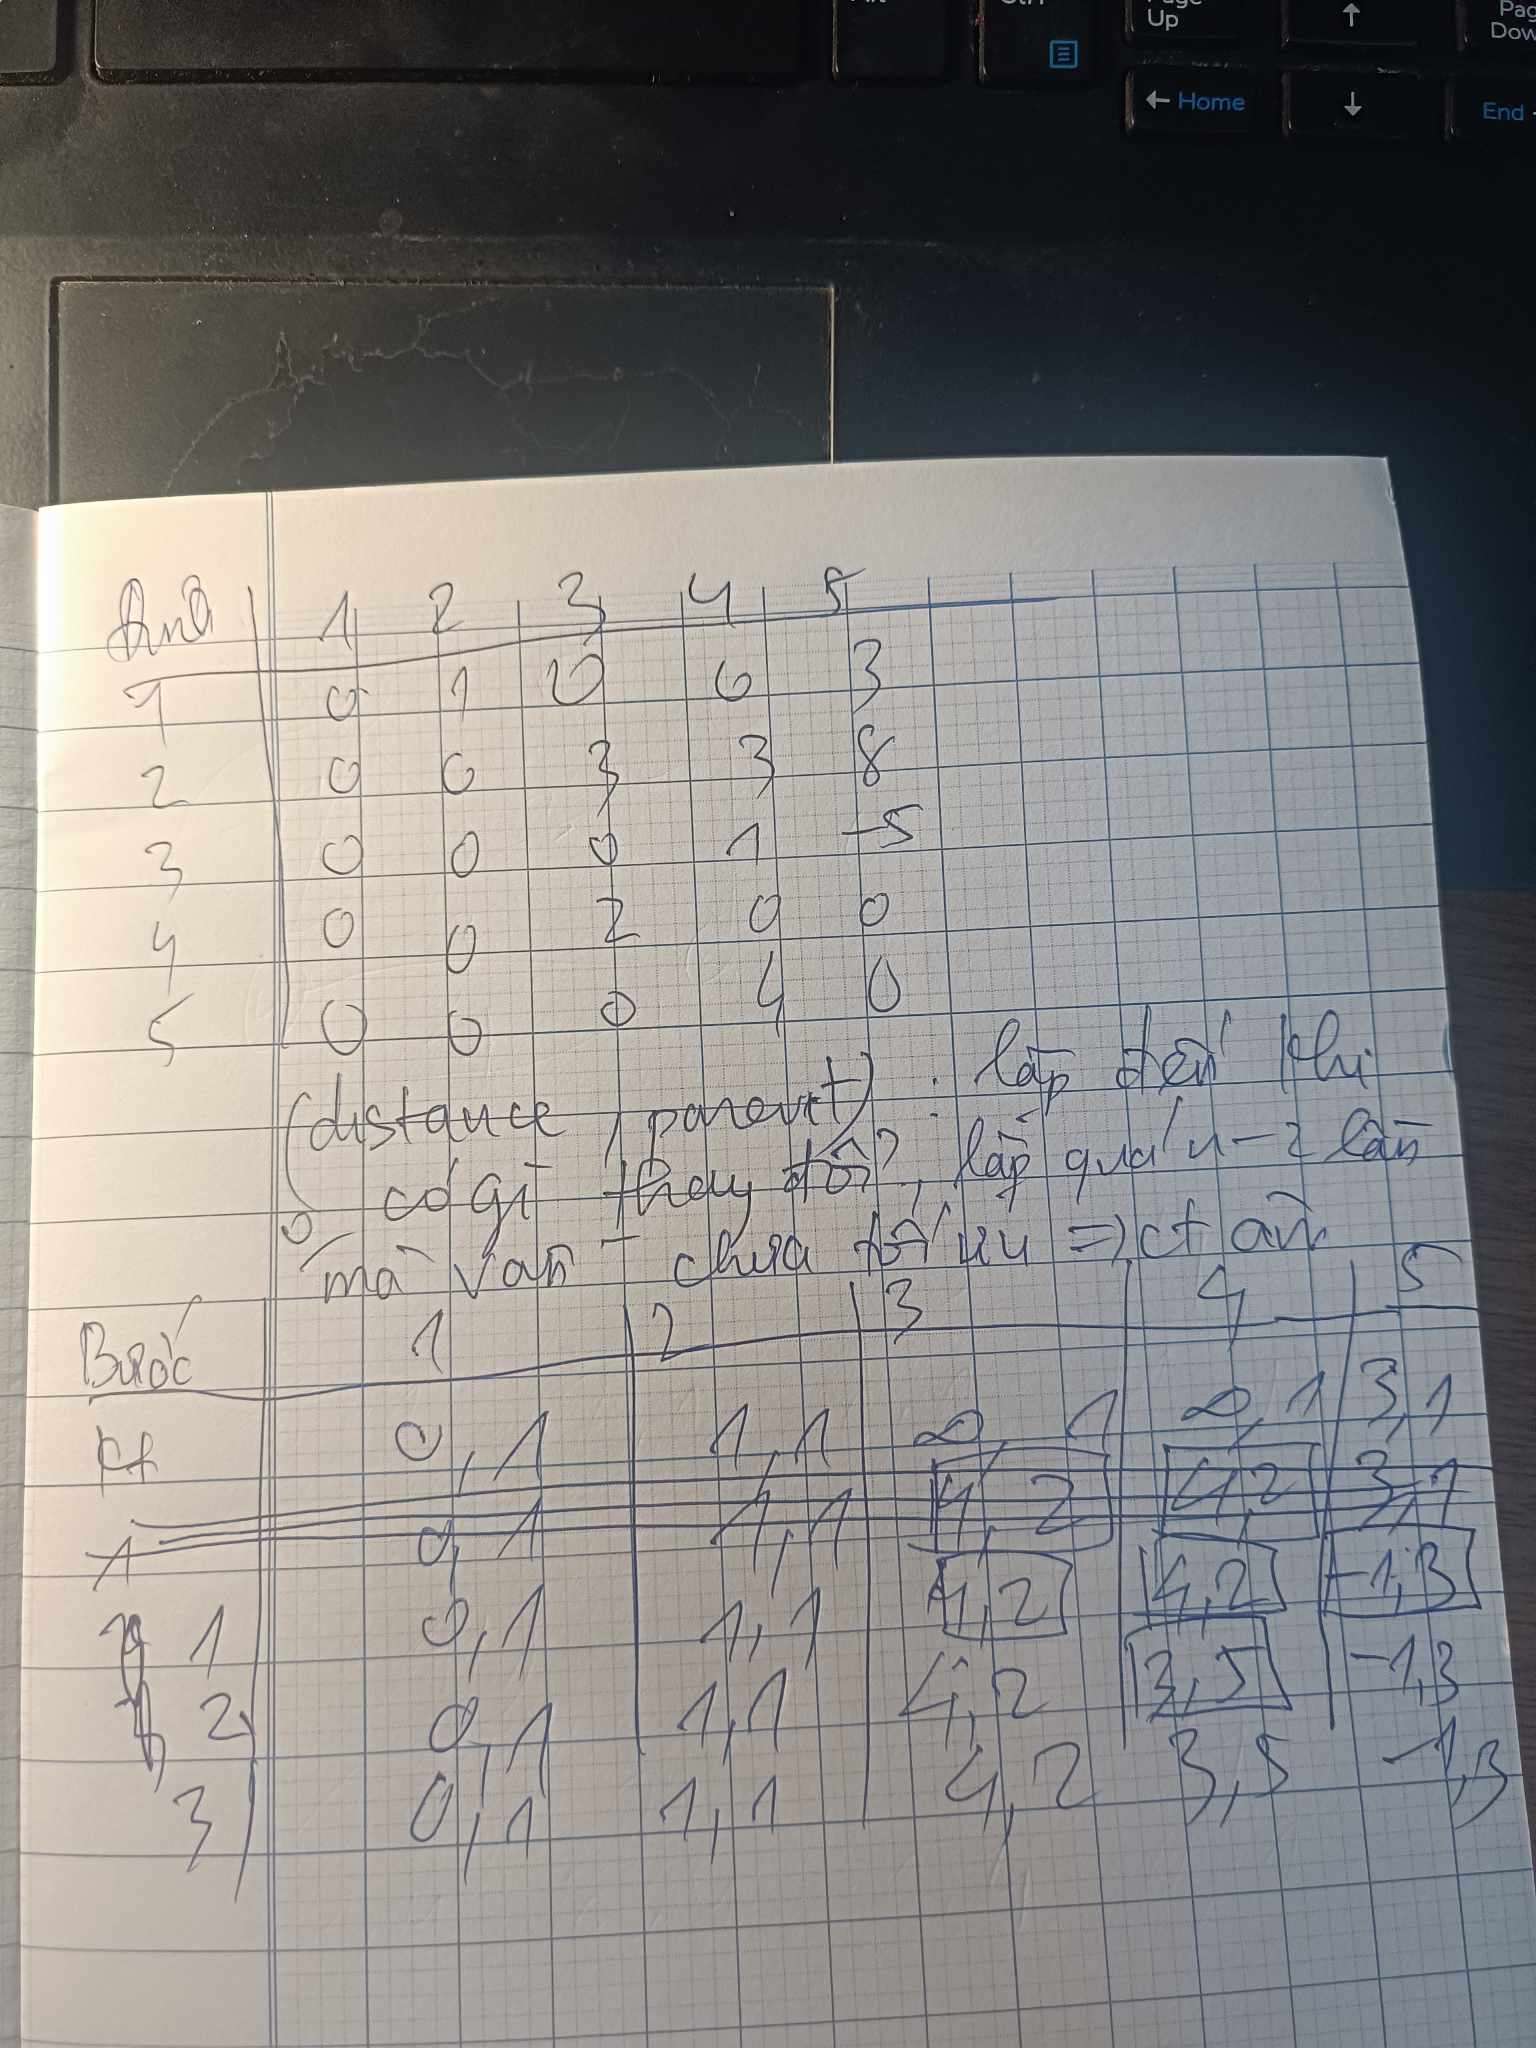 Page
Up
↑
← Home
↓
End
Đỉnh 1 2 3 4 5
1 0 1 0 0 3
2 0 0 3 3 8
3 0 0 0 1 -5
4 0 0 2 0 0
5 0 0 0 4 0
(distance, parent) : lặp đến khi
có gì thay đổi, lặp quá n-2 lần
mà vẫn chưa tối ưu => ct âm
Bước 1 2 3 4 5
kt 0,1 1,1 ∞,1 ∞,1 3,1
1 0,1 1,1 4,2 4,2 3,1
1 0,1 1,1 4,2 4,2 -1,3
2 0,1 1,1 4,2 3,5 -1,3
3 0,1 1,1 4,2 3,5 -1,3